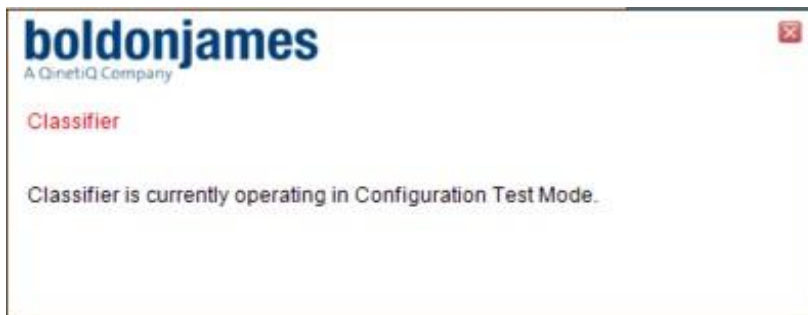 boldonjames
A QinetiQ Company
Classifier
Classifier is currently operating in Configuration Test Mode.